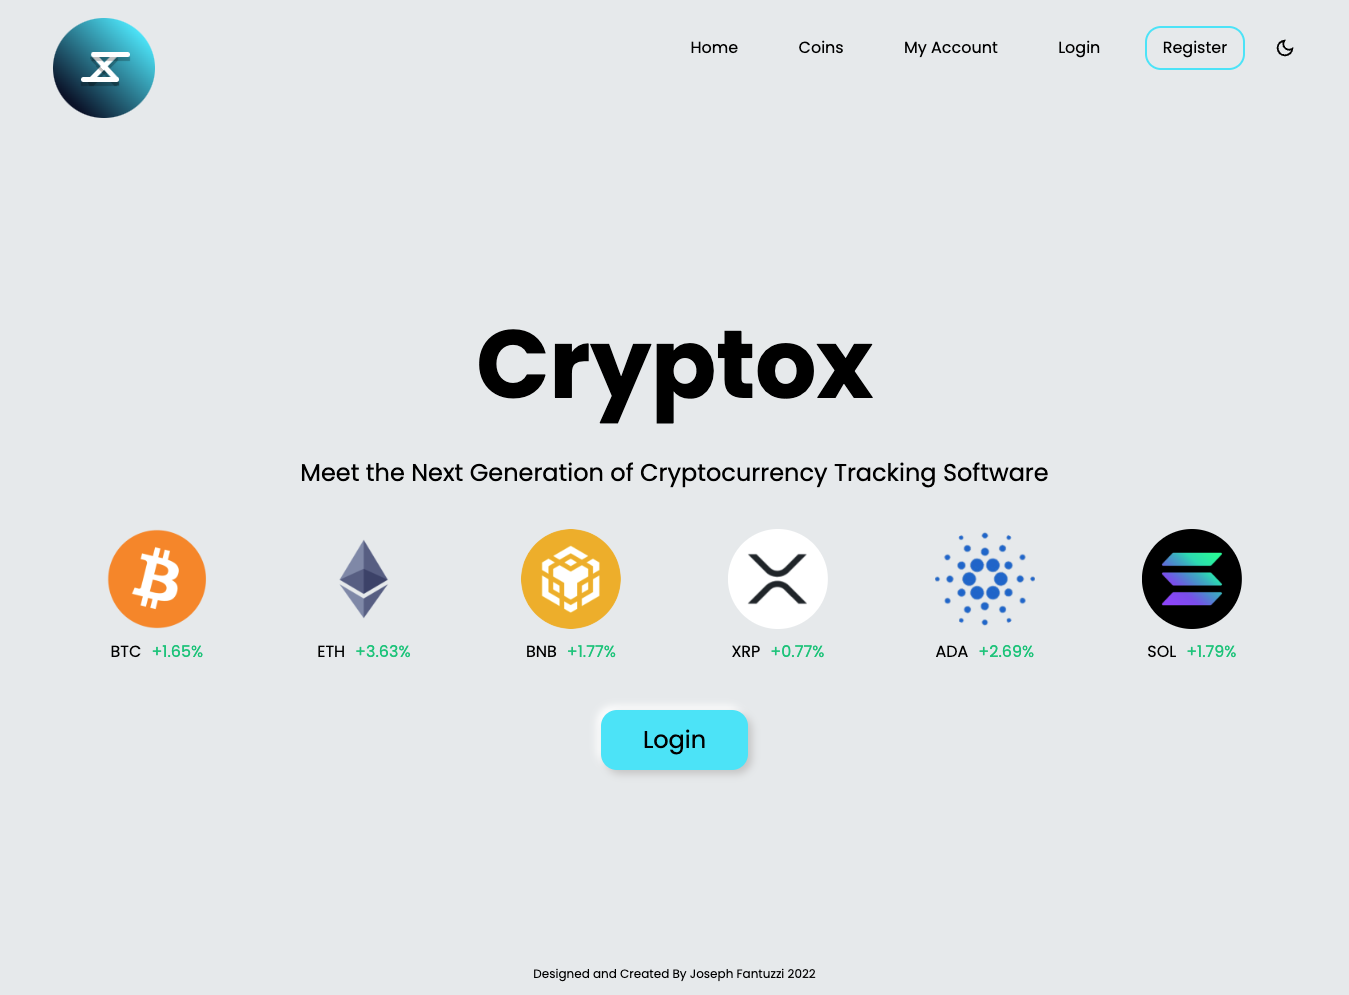 Home Coins My Account Login Register
Cryptox
Meet the Next Generation of Cryptocurrency Tracking Software
BTC +1.65% ETH +3.63% BNB +1.77% XRP +0.77% ADA +2.69% SOL +1.79%
Login
Designed and Created By Joseph Fantuzzi 2022